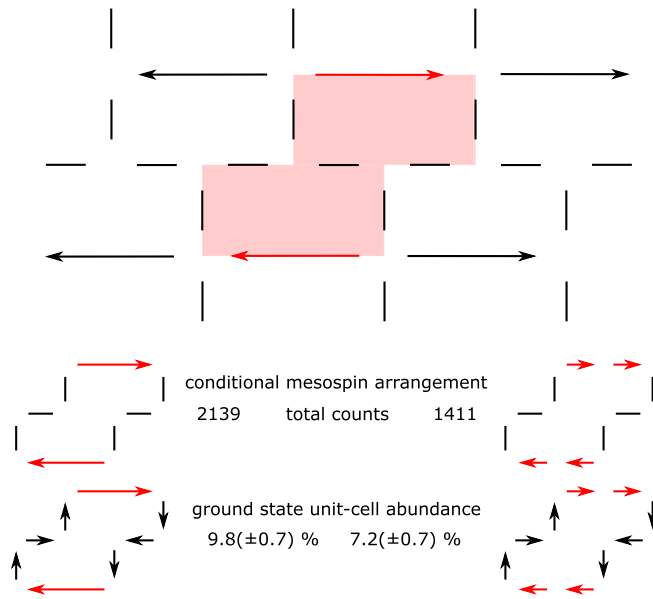 conditional mesospin arrangement
2139 total counts 1411
ground state unit-cell abundance
9.8(±0.7) % 7.2(±0.7) %